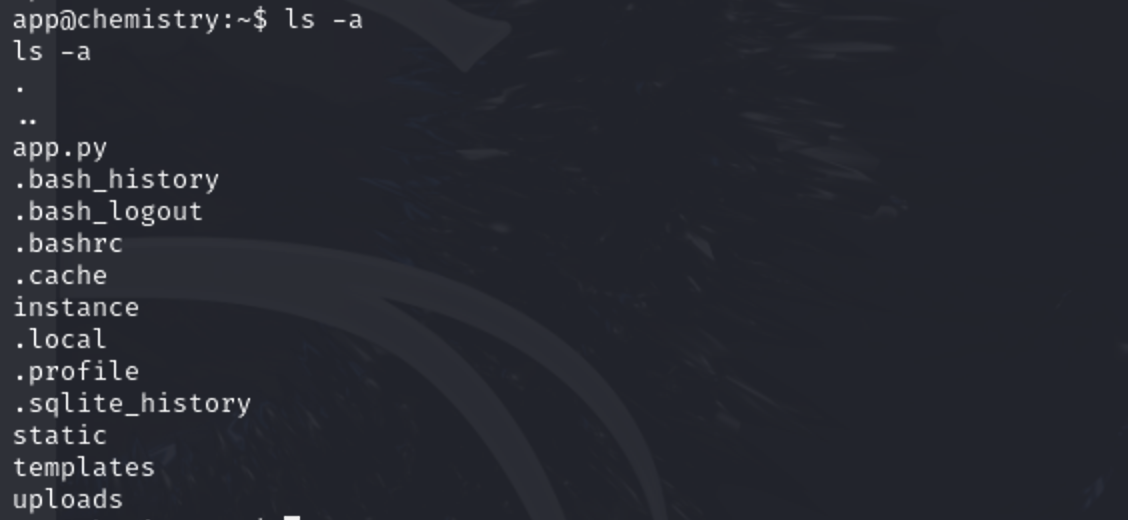 app@chemistry:~$ ls -a
ls -a
.
..
app.py
.bash_history
.bash_logout
.bashrc
.cache
instance
.local
.profile
.sqlite_history
static
templates
uploads